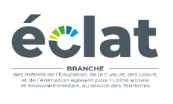 éclat
BRANCHE
des métiers de l'Éducation, de la Culture, des Loisirs,
et de l'Animation agissant pour l'utilité sociale
et environnementale, au service des Territoires